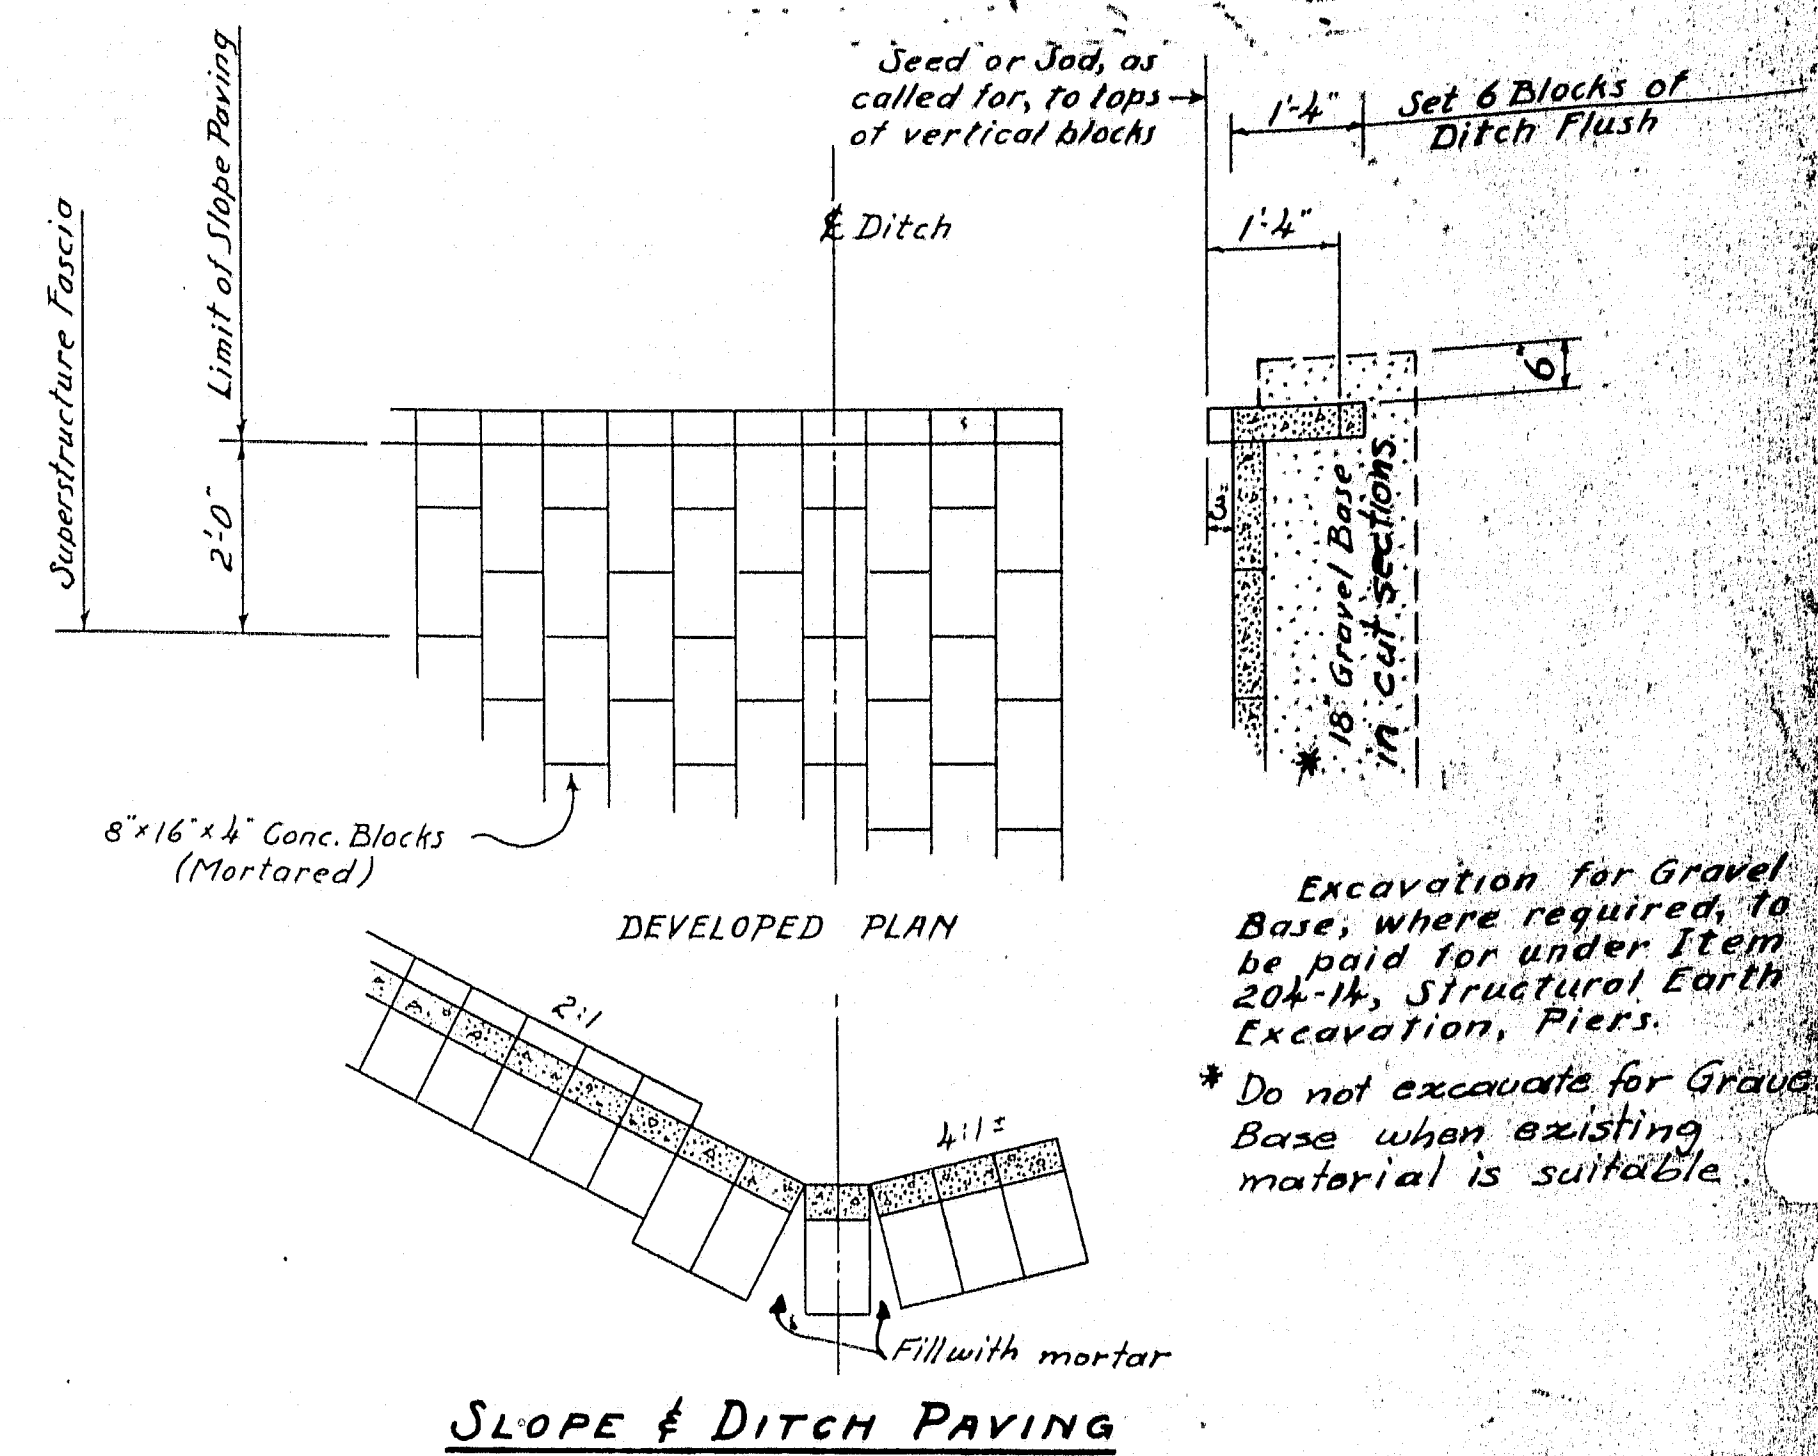 Seed or Sod, as
called for, to tops
of vertical blocks
1'-4"
Set 6 Blocks of
Ditch Flush
1'-4"
℄ Ditch
Superstructure Fascia
Limit of Slope Paving
2'-0"
6"
3"
* 18" Gravel Base
in cut sections.
8"x16"x4" Conc. Blocks
(Mortared)
DEVELOPED PLAN
Excavation for Gravel
Base, where required, to
be paid for under Item
204-14, Structural Earth
Excavation, Piers.
* Do not excavate for Grave
Base when existing
material is suitable.
2:1
4:1±
Fill with mortar
SLOPE & DITCH PAVING